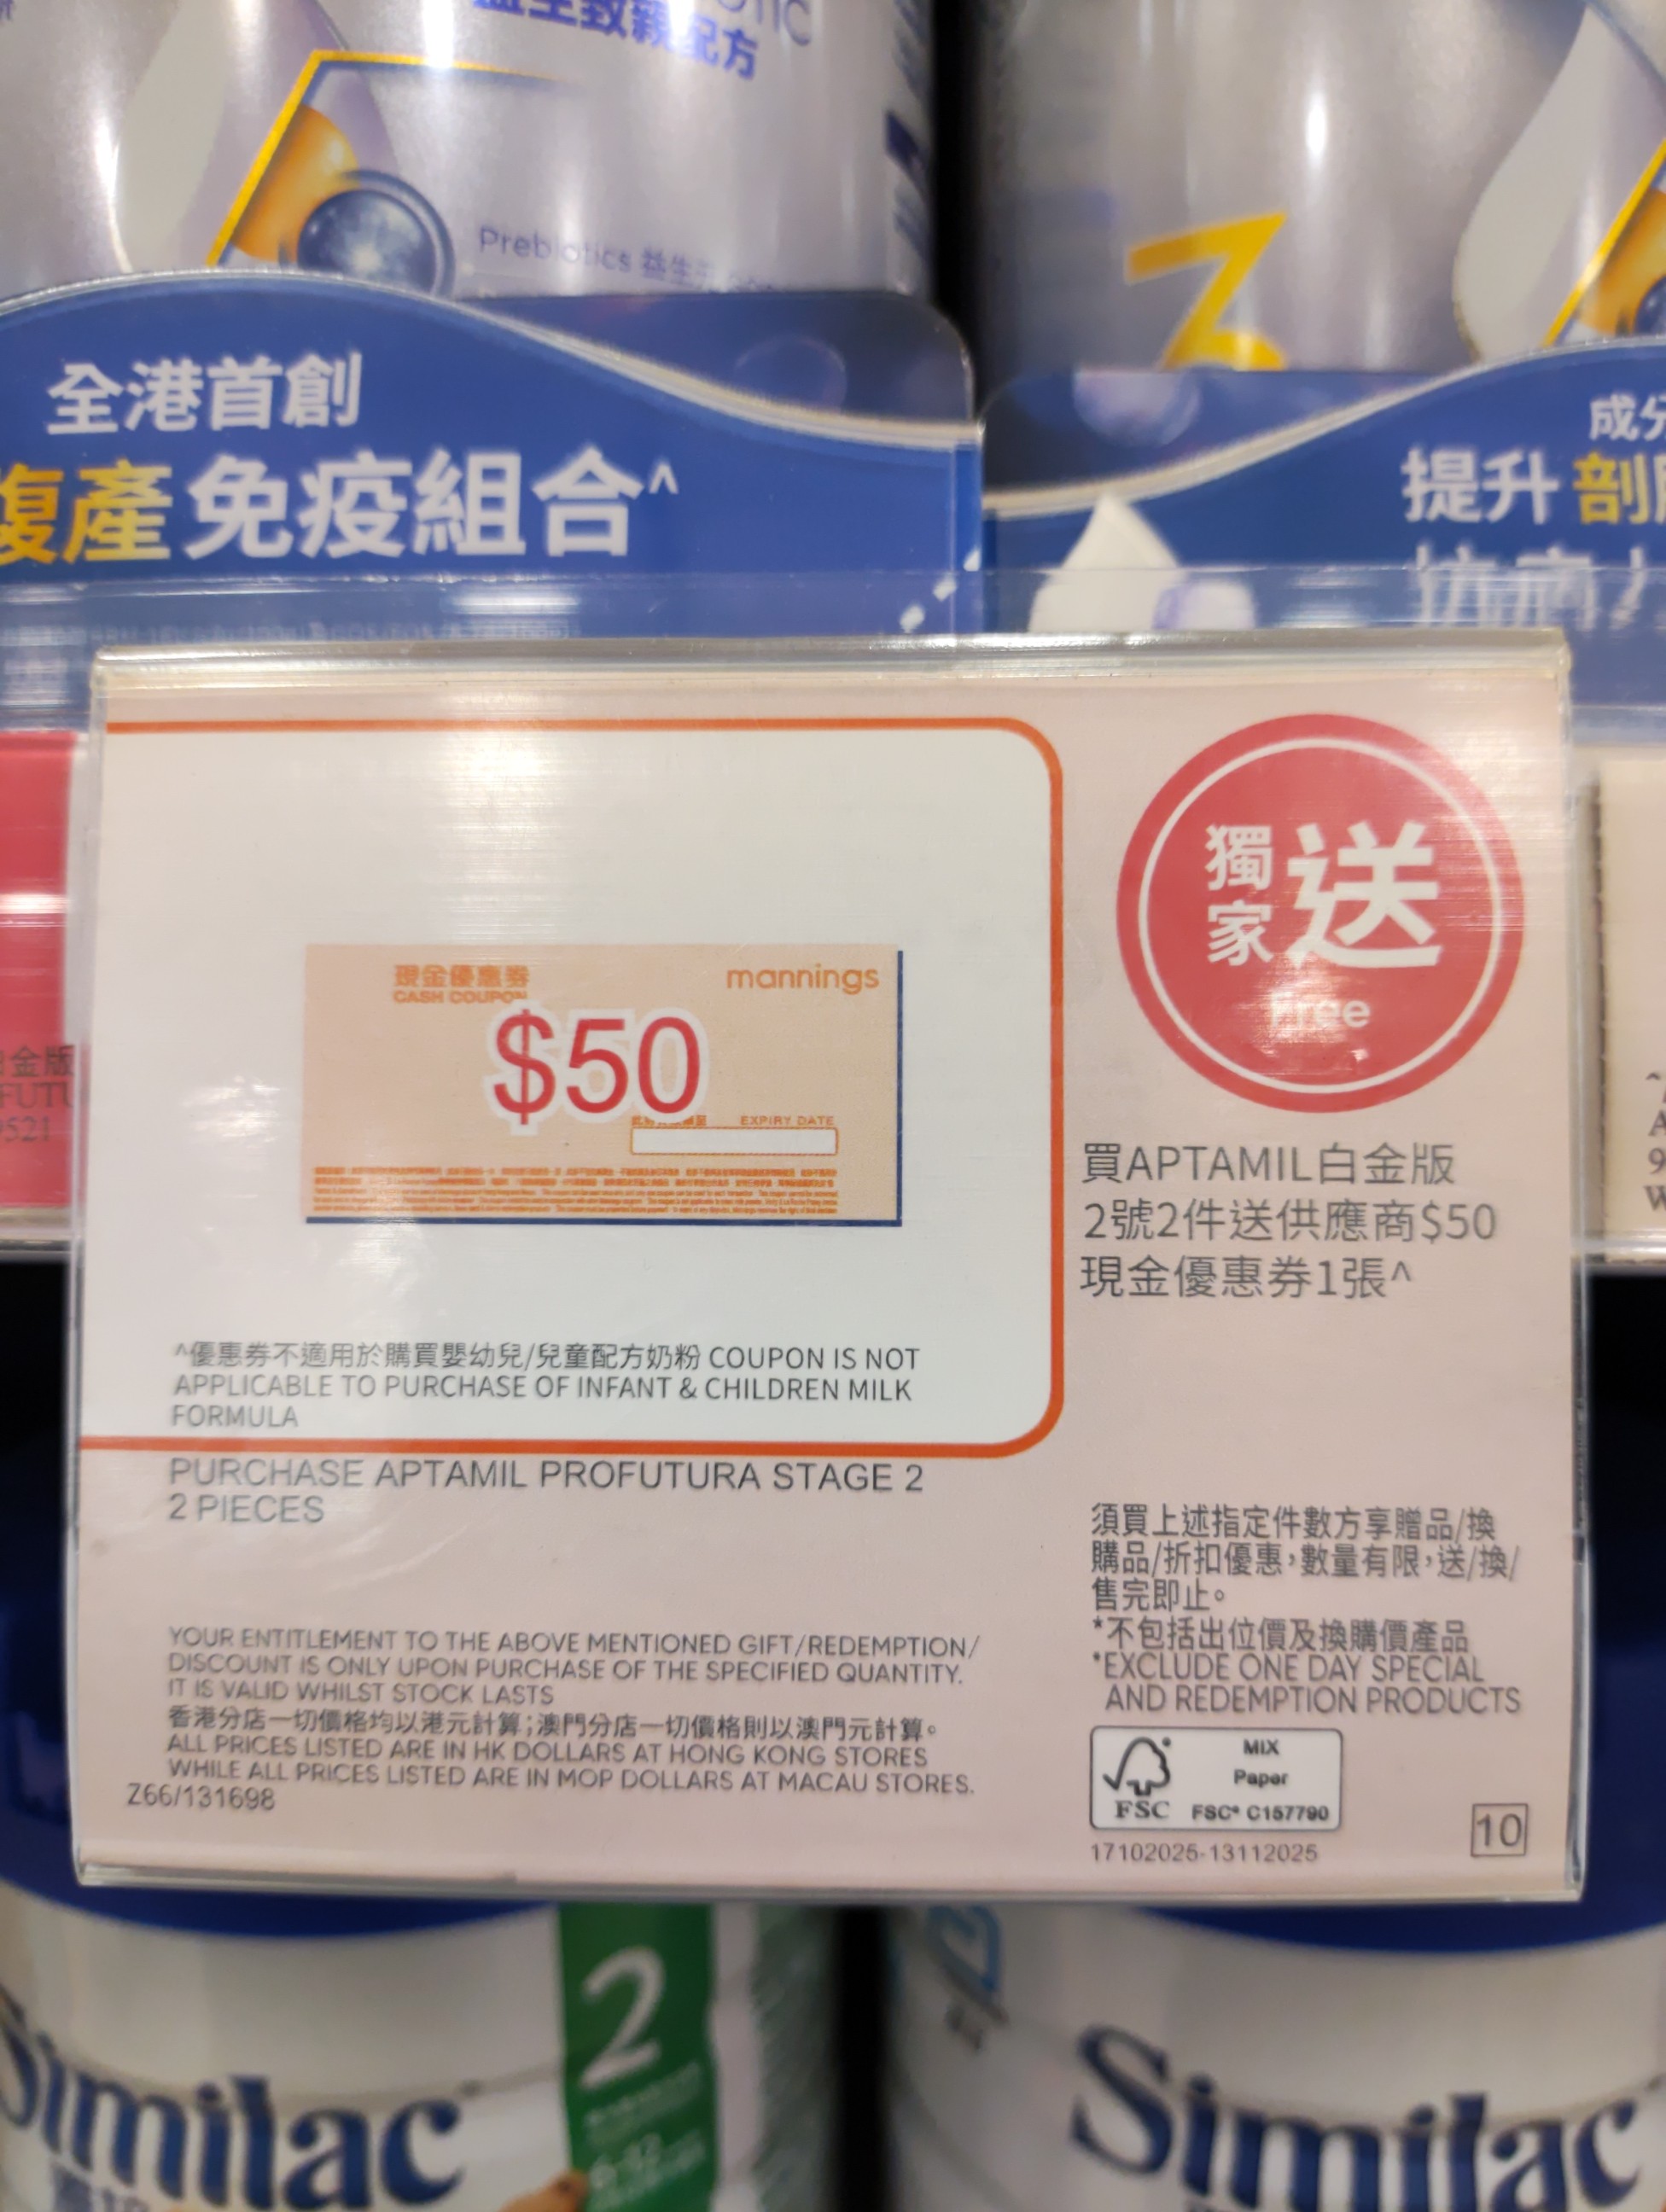 配方
Prebiotics
3
全港首創
產免疫組合^
提升
mannings
現金優惠券
CASH COUPON
$50
EXPIRY DATE
獨家
送
Free
買APTAMIL白金版
2號2件送供應商$50
現金優惠券1張^
^優惠券不適用於購買嬰幼兒/兒童配方奶粉 COUPON IS NOT
APPLICABLE TO PURCHASE OF INFANT & CHILDREN MILK
FORMULA
PURCHASE APTAMIL PROFUTURA STAGE 2
2 PIECES
YOUR ENTITLEMENT TO THE ABOVE MENTIONED GIFT/REDEMPTION/
DISCOUNT IS ONLY UPON PURCHASE OF THE SPECIFIED QUANTITY.
IT IS VALID WHILST STOCK LASTS
香港分店一切價格均以港元計算;澳門分店一切價格則以澳門元計算。
ALL PRICES LISTED ARE IN HK DOLLARS AT HONG KONG STORES
WHILE ALL PRICES LISTED ARE IN MOP DOLLARS AT MACAU STORES.
Z66/131698
須買上述指定件數方享贈品/換
購品/折扣優惠,數量有限,送/換/
售完即止。
*不包括出位價及換購價產品
*EXCLUDE ONE DAY SPECIAL
AND REDEMPTION PRODUCTS
MIX
Paper
FSC
FSC® C157790
17102025-13112025
10
金版
521
2
Similac
Similac